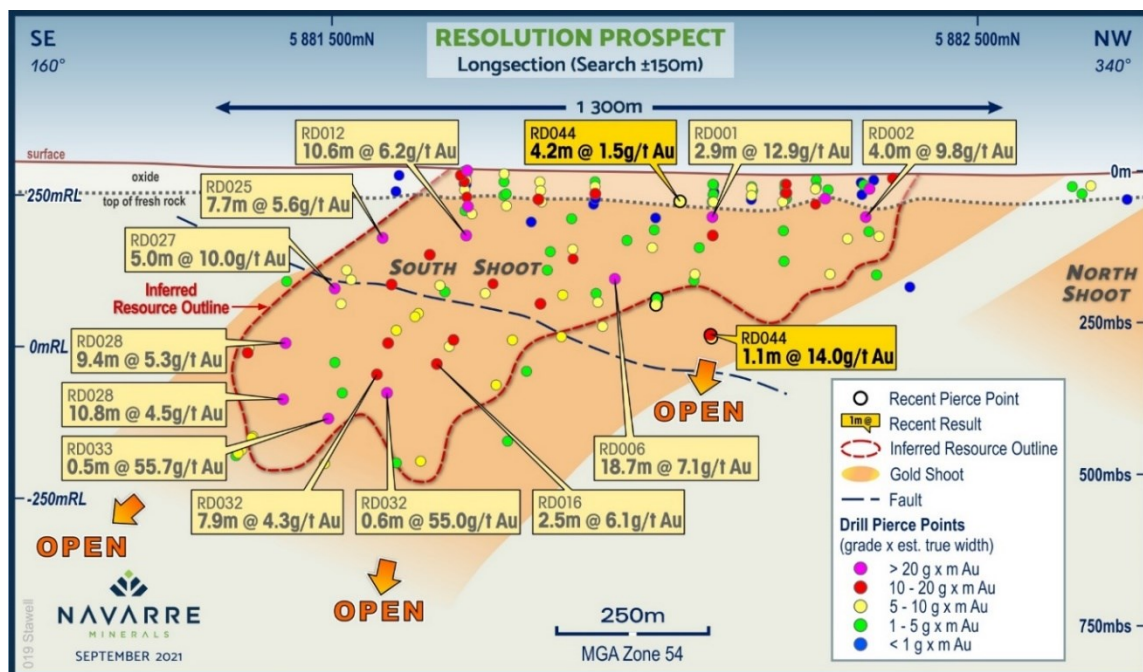 SE
160°
5 881 500mN
RESOLUTION PROSPECT
Longsection (Search ±150m)
5 882 500mN
NW
340°
1 300m
RD012
10.6m @ 6.2g/t Au
RD044
4.2m @ 1.5g/t Au
RD001
2.9m @ 12.9g/t Au
RD002
4.0m @ 9.8g/t Au
surface
oxide
top of fresh rock
250mRL
0m
RD025
7.7m @ 5.6g/t Au
RD027
5.0m @ 10.0g/t Au
SOUTH SHOOT
NORTH
SHOOT
Inferred
Resource Outline
250mbs
0mRL
RD028
9.4m @ 5.3g/t Au
RD044
1.1m @ 14.0g/t Au
OPEN
RD028
10.8m @ 4.5g/t Au
RD033
0.5m @ 55.7g/t Au
RD006
18.7m @ 7.1g/t Au
RD032
7.9m @ 4.3g/t Au
RD032
0.6m @ 55.0g/t Au
RD016
2.5m @ 6.1g/t Au
-250mRL
500mbs
OPEN
OPEN
Recent Pierce Point
1m @
Recent Result
Inferred Resource Outline
Gold Shoot
Fault
Drill Pierce Points
(grade x est. true width)
> 20 g x m Au
10 - 20 g x m Au
5 - 10 g x m Au
1 - 5 g x m Au
< 1 g x m Au
750mbs
NAVARRE
MINERALS
SEPTEMBER 2021
250m
MGA Zone 54
019 Stawell